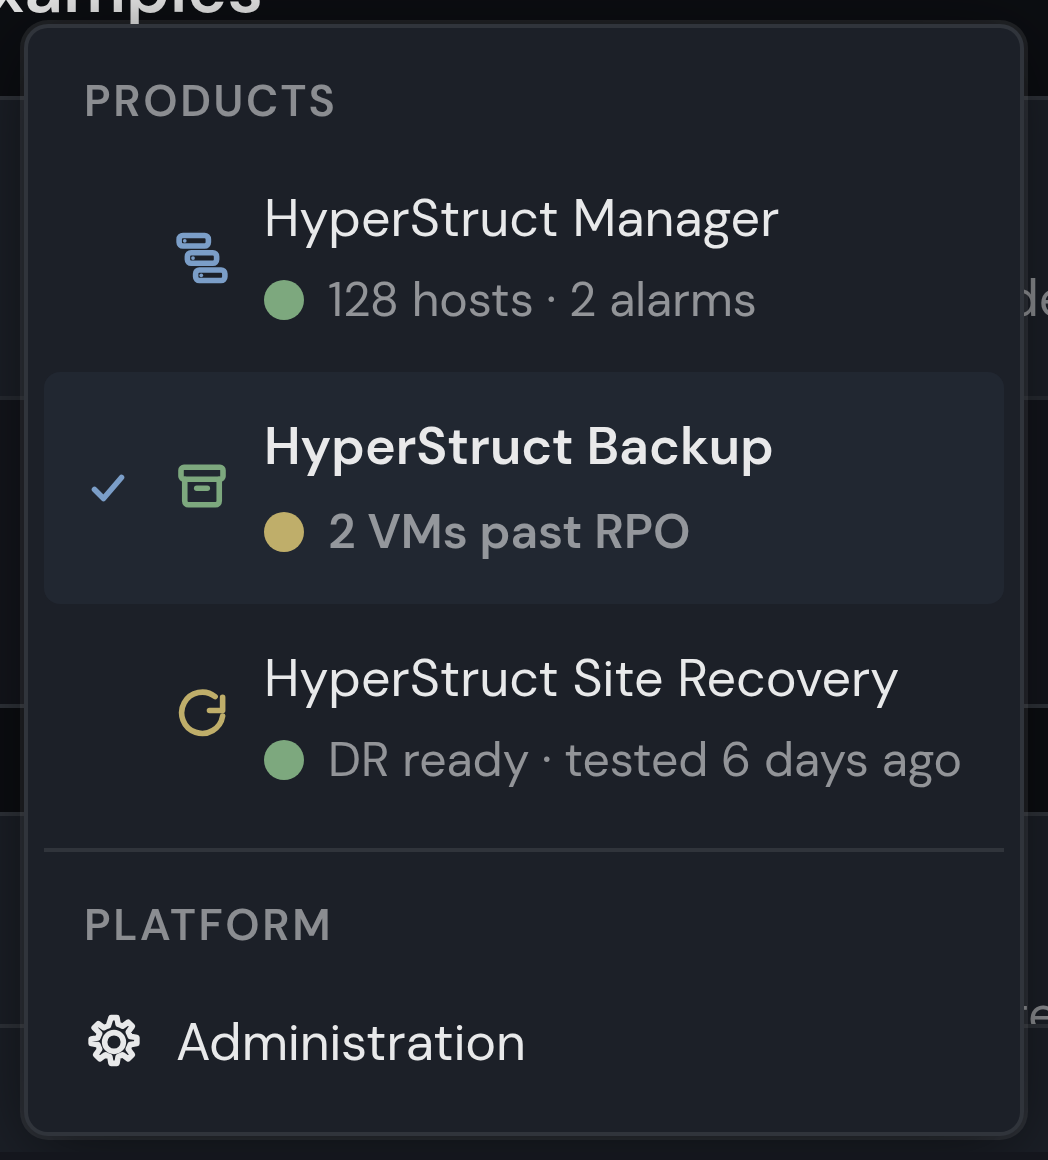 PRODUCTS
HyperStruct Manager
128 hosts · 2 alarms
HyperStruct Backup
2 VMs past RPO
HyperStruct Site Recovery
DR ready · tested 6 days ago
PLATFORM
Administration